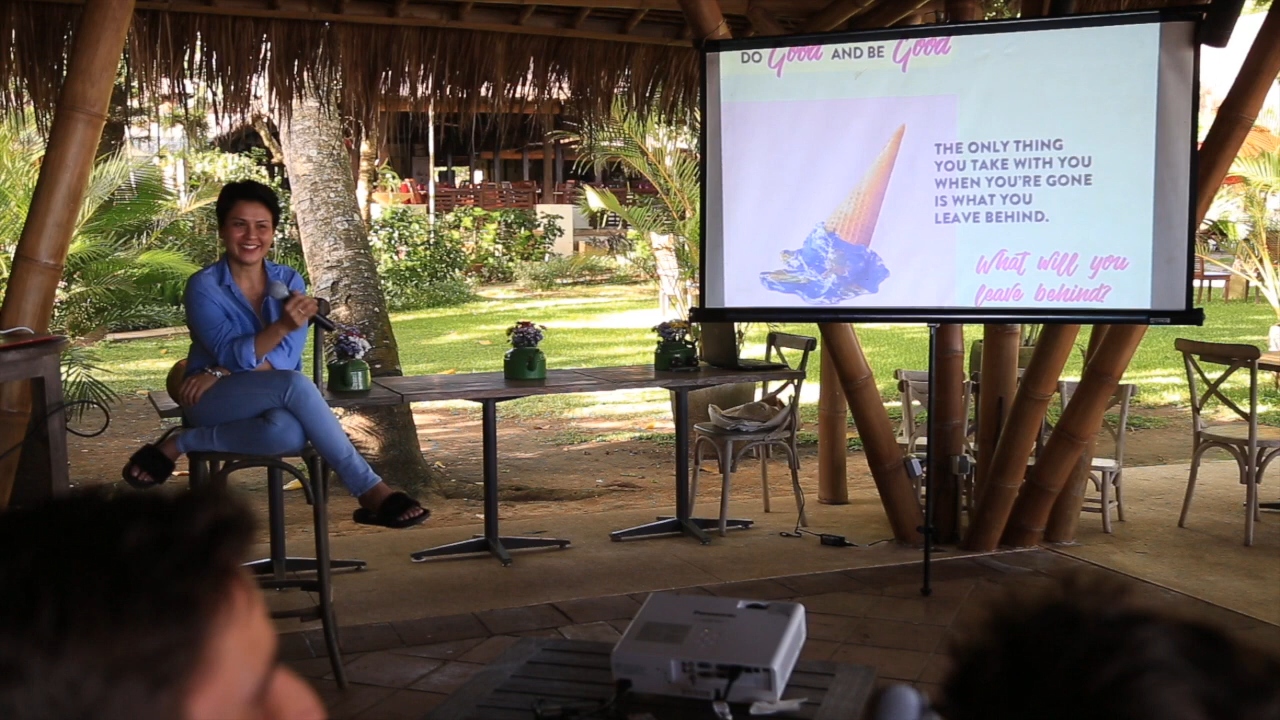 DO Good AND BE Good
THE ONLY THING
YOU TAKE WITH YOU
WHEN YOU'RE GONE
IS WHAT YOU
LEAVE BEHIND.
What will you
leave behind?